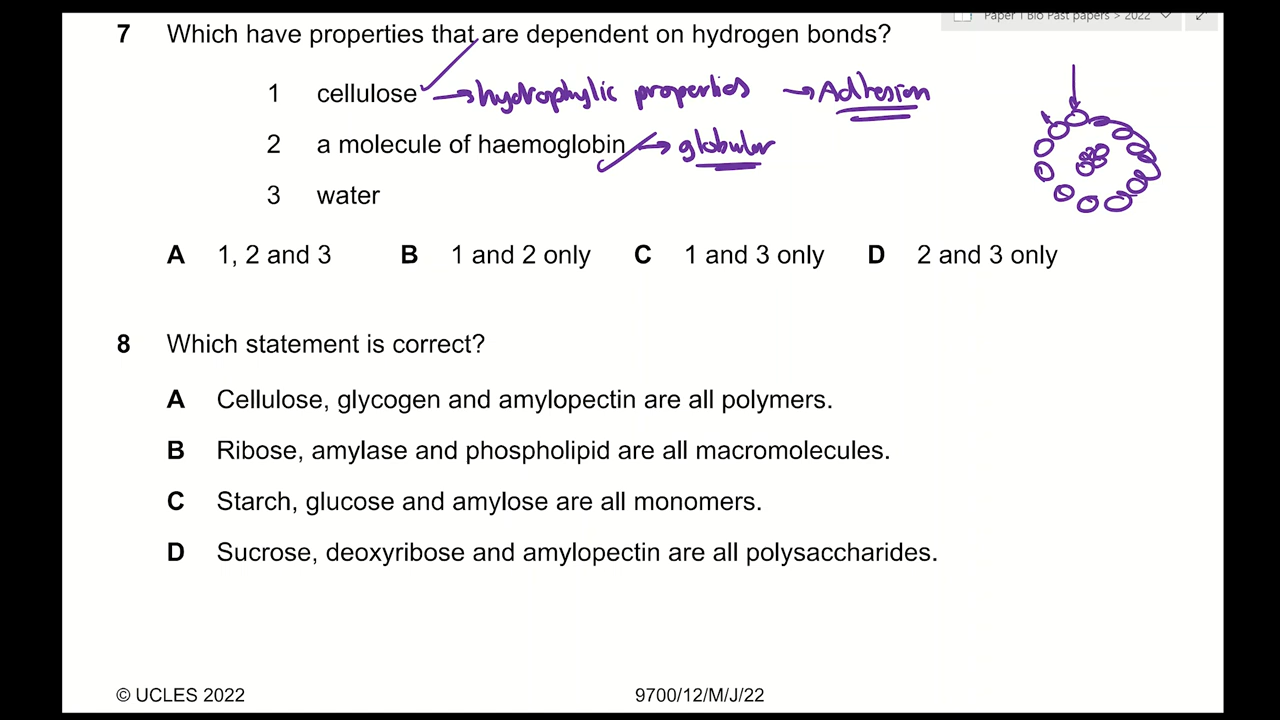 Paper 1 Bio Past papers > 2022
7 Which have properties that are dependent on hydrogen bonds?
1 cellulose → hydrophylic properties → Adhesion
2 a molecule of haemoglobin → globular
3 water
A 1, 2 and 3 B 1 and 2 only C 1 and 3 only D 2 and 3 only
8 Which statement is correct?
A Cellulose, glycogen and amylopectin are all polymers.
B Ribose, amylase and phospholipid are all macromolecules.
C Starch, glucose and amylose are all monomers.
D Sucrose, deoxyribose and amylopectin are all polysaccharides.
© UCLES 2022 9700/12/M/J/22